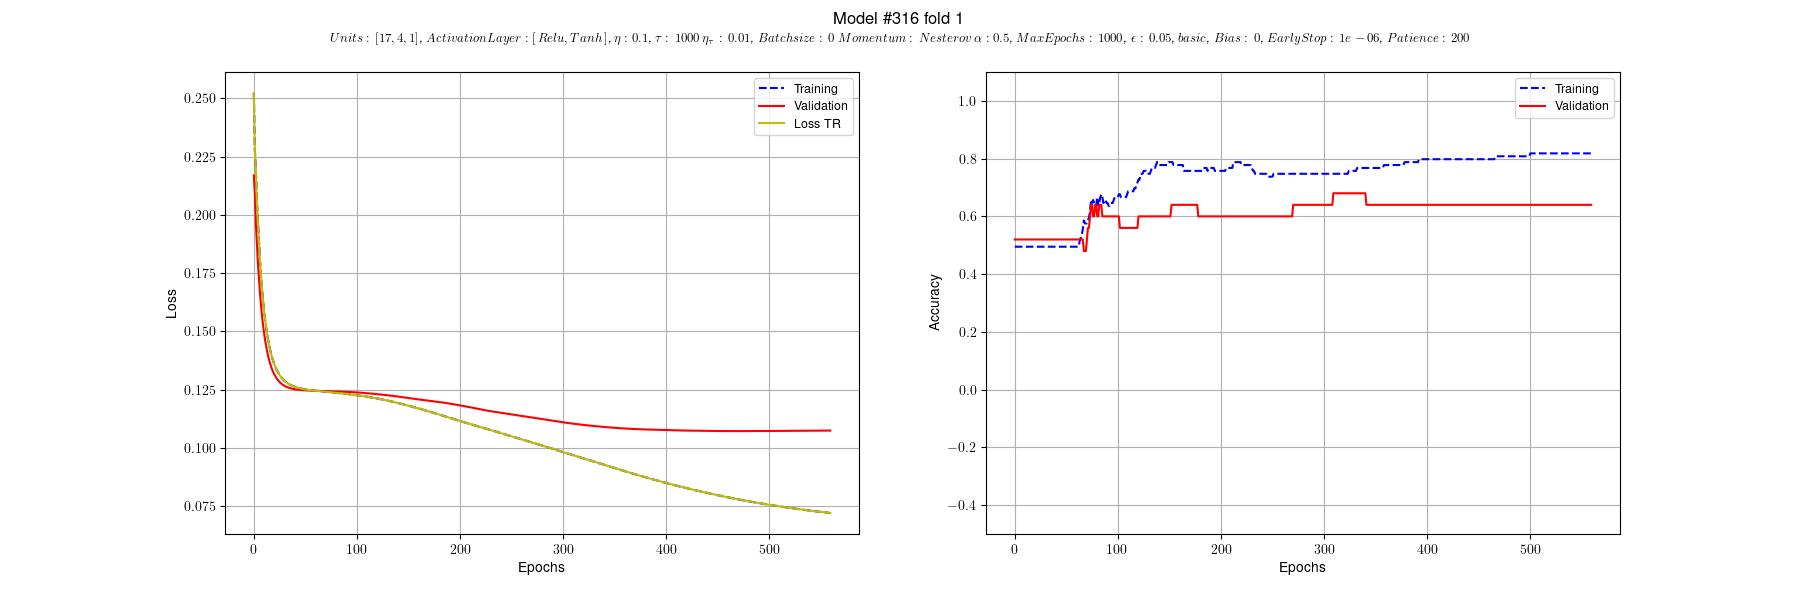 Model #316 fold 1
Units : [17, 4, 1], ActivationLayer : [ Relu, Tanh ], η : 0.1, τ : 1000 ητ : 0.01, Batchsize : 0 Momentum : Nesterov α : 0.5, MaxEpochs : 1000, ϵ : 0.05, basic, Bias : 0, EarlyStop : 1e − 06, Patience : 200
Training
Validation
Loss TR
0.250
0.225
0.200
0.175
0.150
0.125
0.100
0.075
Loss
0 100 200 300 400 500
Epochs
Training
Validation
1.0
0.8
0.6
0.4
0.2
0.0
−0.2
−0.4
Accuracy
0 100 200 300 400 500
Epochs